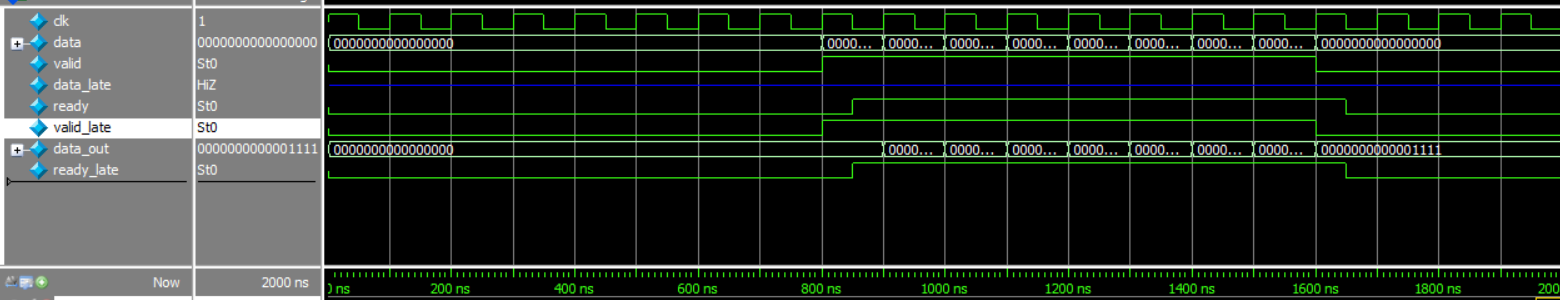 clk 1
data 0000000000000000 0000000000000000 0000... 0000... 0000... 0000... 0000... 0000... 0000... 0000... 0000000000000000
valid St0
data_late HiZ
ready St0
valid_late St0
data_out 0000000000001111 0000000000000000 0000... 0000... 0000... 0000... 0000... 0000... 0000... 0000000000001111
ready_late St0
Now 2000 ns ns 200 ns 400 ns 600 ns 800 ns 1000 ns 1200 ns 1400 ns 1600 ns 1800 ns 200